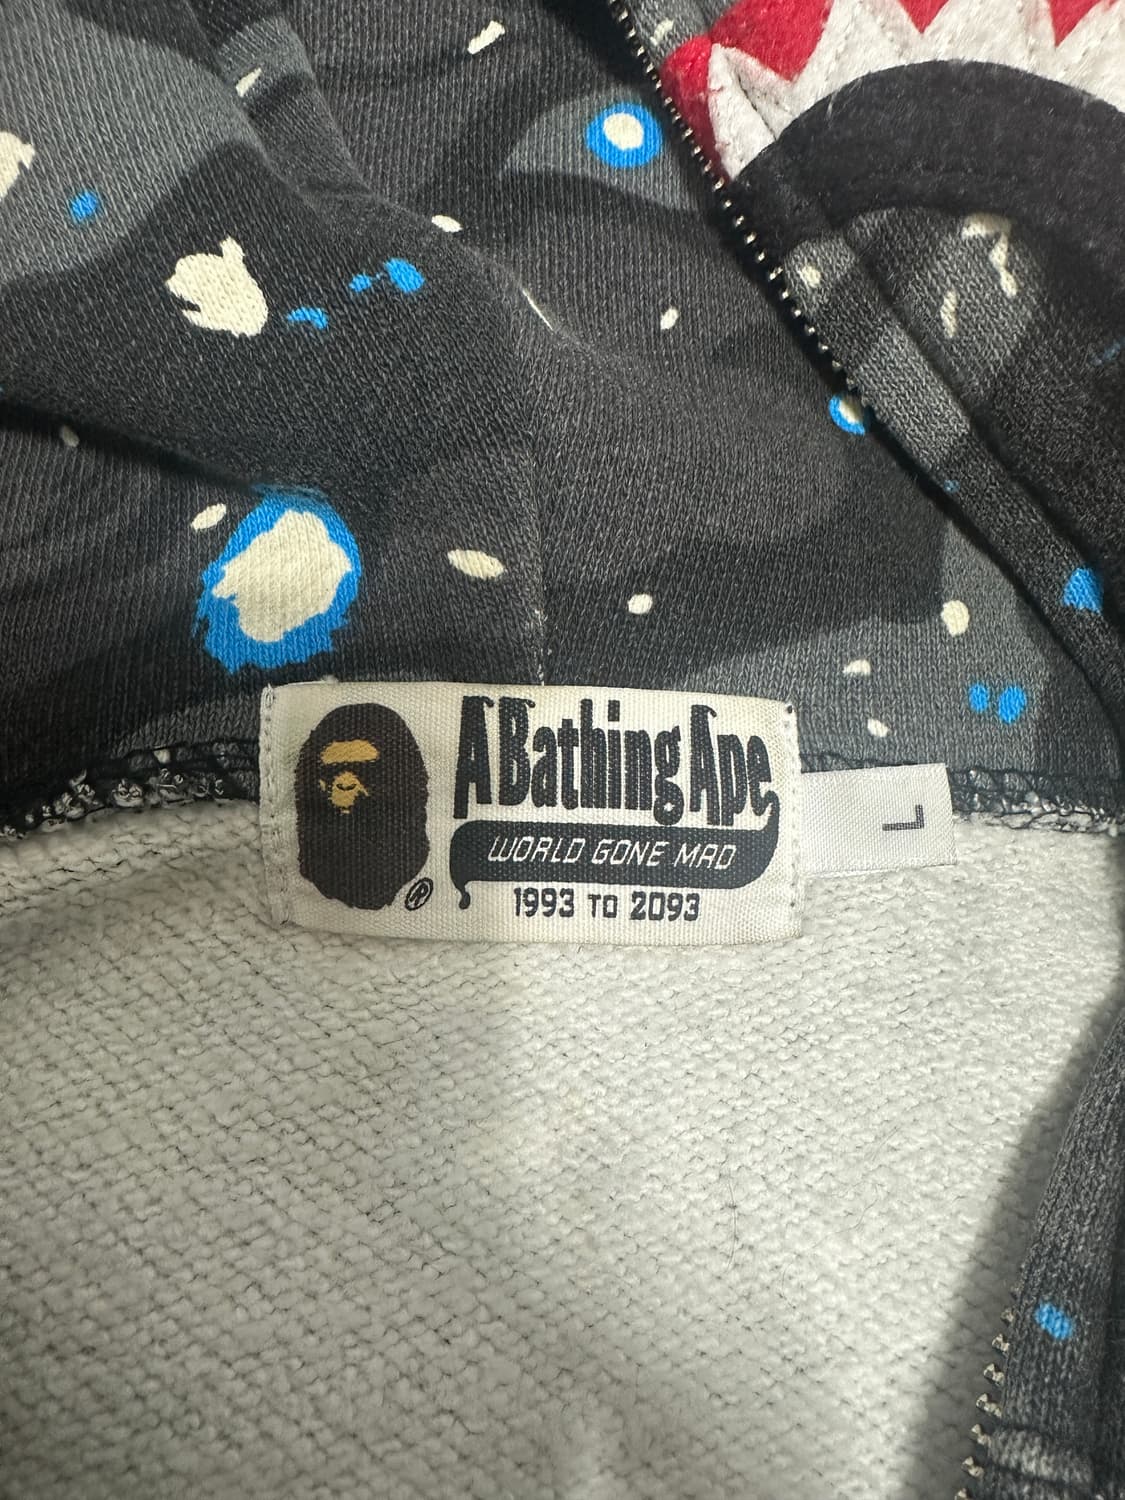 A Bathing Ape
WORLD GONE MAD
1993 TO 2093
®
L